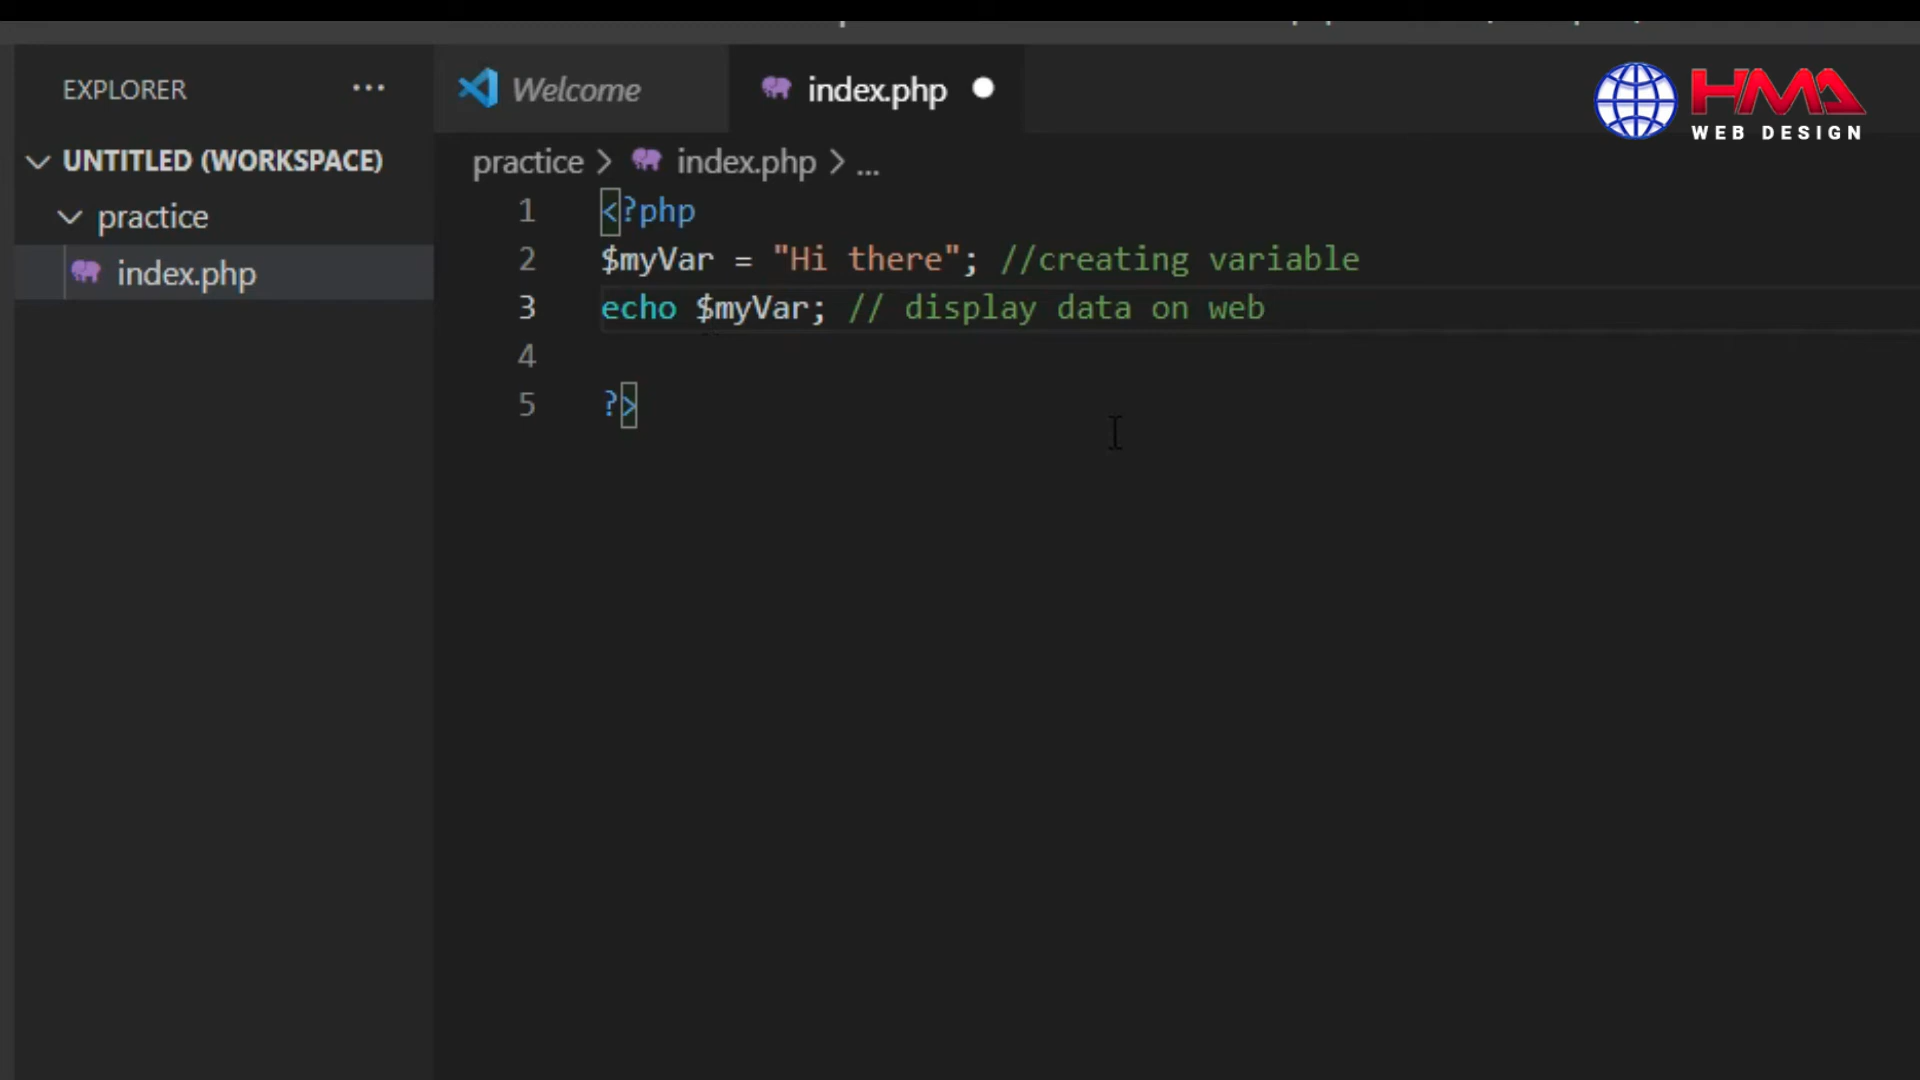 EXPLORER ...
Welcome
index.php
HMA
WEB DESIGN
UNTITLED (WORKSPACE)
practice
index.php
practice > index.php > ...
1 <?php
2 $myVar = "Hi there"; //creating variable
3 echo $myVar; // display data on web
4
5 ?>